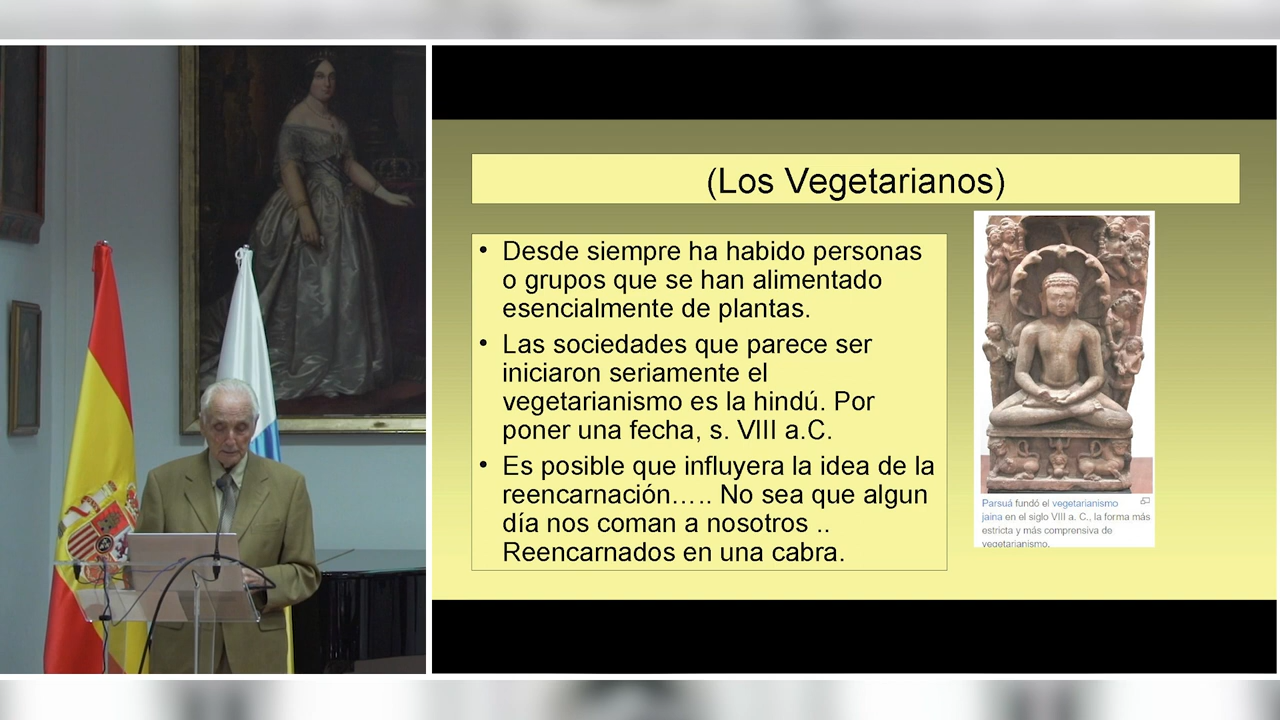 (Los Vegetarianos)
• Desde siempre ha habido personas
o grupos que se han alimentado
esencialmente de plantas.
• Las sociedades que parece ser
iniciaron seriamente el
vegetarianismo es la hindú. Por
poner una fecha, s. VIII a.C.
• Es posible que influyera la idea de la
reencarnación….. No sea que algun
día nos coman a nosotros ..
Reencarnados en una cabra.
Parsuá fundó el vegetarianismo
jaina en el siglo VIII a. C., la forma más
estricta y más comprensiva de
vegetarianismo.